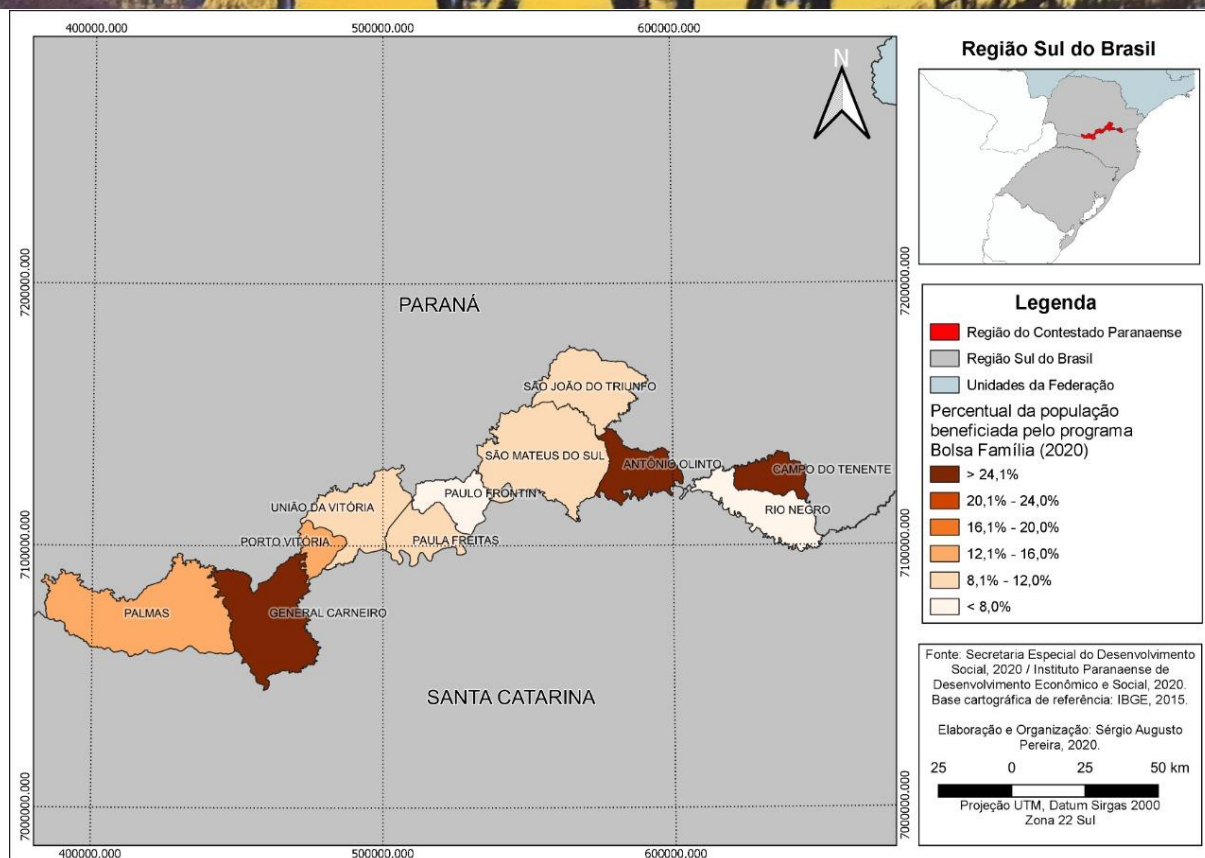 400000.000
500000.000
600000.000
N
7200000.000
7200000.000
PARANÁ
SÃO JOÃO DO TRIUNFO
SÃO MATEUS DO SUL
ANTÔNIO OLINTO
CAMPO DO TENENTE
PAULO FRONTIN
RIO NEGRO
UNIÃO DA VITÓRIA
PORTO VITÓRIA
PAULA FREITAS
7100000.000
7100000.000
PALMAS
GENERAL CARNEIRO
SANTA CATARINA
7000000.000
7000000.000
400000.000
500000.000
600000.000
Região Sul do Brasil
Legenda
Região do Contestado Paranaense
Região Sul do Brasil
Unidades da Federação
Percentual da população
beneficiada pelo programa
Bolsa Família (2020)
> 24,1%
20,1% - 24,0%
16,1% - 20,0%
12,1% - 16,0%
8,1% - 12,0%
< 8,0%
Fonte: Secretaria Especial do Desenvolvimento
Social, 2020 / Instituto Paranaense de
Desenvolvimento Econômico e Social, 2020.
Base cartográfica de referência: IBGE, 2015.
Elaboração e Organização: Sérgio Augusto
Pereira, 2020.
25 0 25 50 km
Projeção UTM, Datum Sirgas 2000
Zona 22 Sul